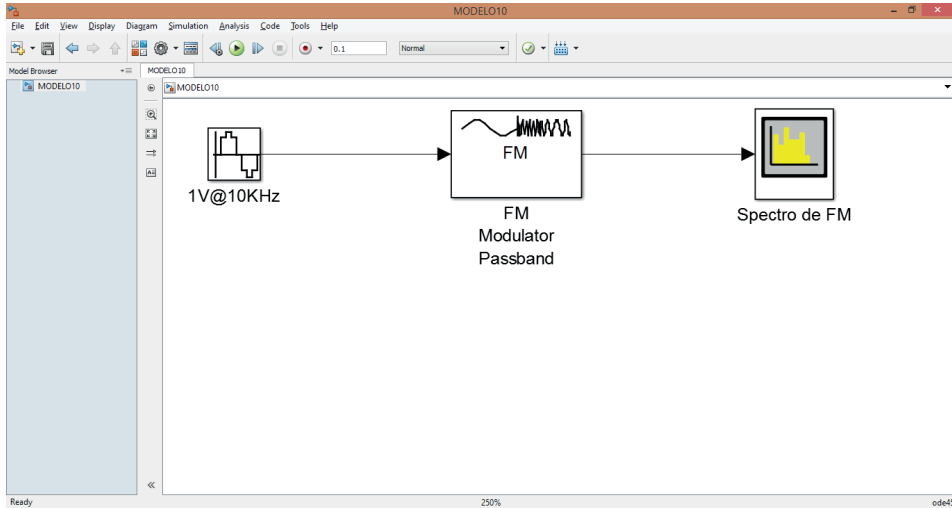 MODELO10
File Edit View Display Diagram Simulation Analysis Code Tools Help
0.1 Normal
Model Browser
MODELO10
MODELO10
MODELO10
1V@10KHz
FM
FM
Modulator
Passband
Spectro de FM
Ready 250% ode45